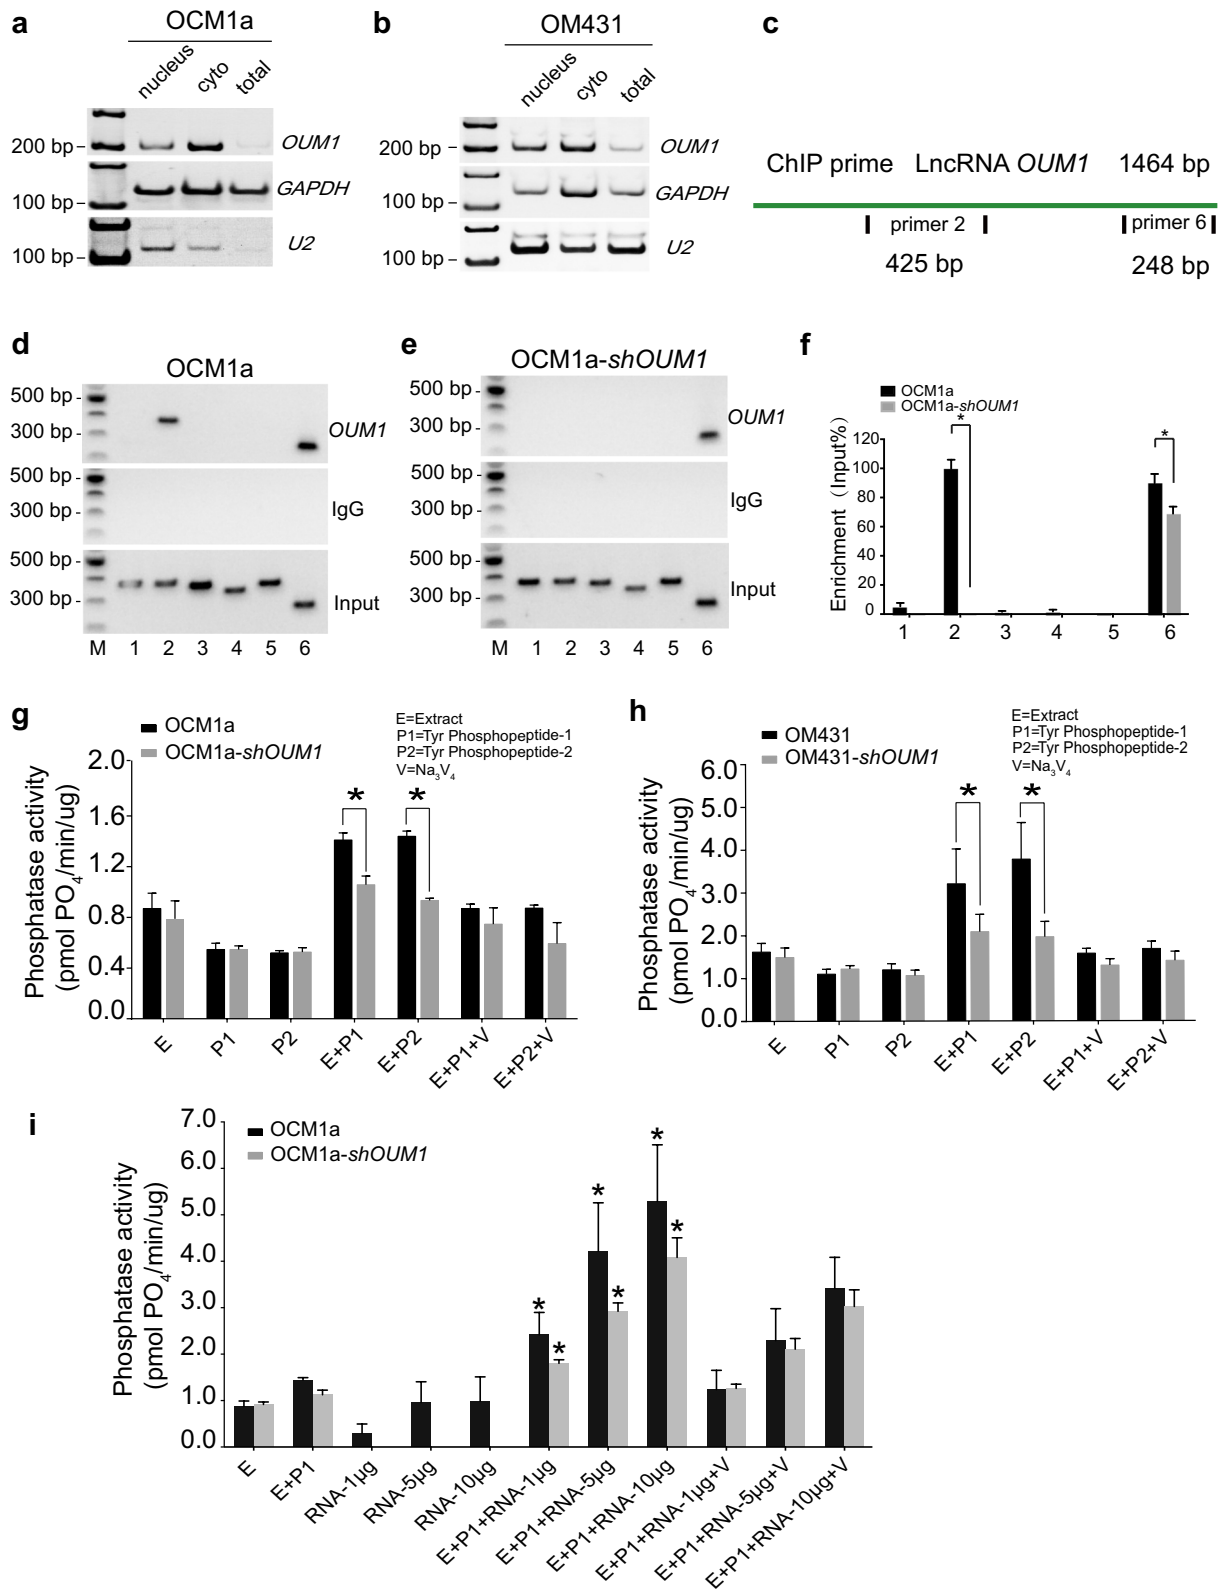 a
OCM1a
nucleus
cyto
total
200 bp
OUM1
GAPDH
100 bp
U2
100 bp
b
OM431
nucleus
cyto
total
200 bp
OUM1
GAPDH
100 bp
U2
100 bp
c
ChIP prime LncRNA OUM1 1464 bp
primer 2 primer 6
425 bp 248 bp
d
OCM1a
500 bp
300 bp
OUM1
500 bp
300 bp
IgG
500 bp
300 bp
Input
M 1 2 3 4 5 6
e
OCM1a-shOUM1
500 bp
300 bp
OUM1
500 bp
300 bp
IgG
500 bp
300 bp
Input
M 1 2 3 4 5 6
f
OCM1a
OCM1a-shOUM1
Enrichment (Input%)
120
100
80
60
40
20
0
* *
1 2 3 4 5 6
g
OCM1a
OCM1a-shOUM1
E=Extract
P1=Tyr Phosphopeptide-1
P2=Tyr Phosphopeptide-2
V=Na3V4
Phosphatase activity
(pmol PO4/min/ug)
2.0
1.6
1.2
0.8
0.4
0.0
* *
E P1 P2 E+P1 E+P2 E+P1+V E+P2+V
h
OM431
OM431-shOUM1
E=Extract
P1=Tyr Phosphopeptide-1
P2=Tyr Phosphopeptide-2
V=Na3V4
Phosphatase activity
(pmol PO4/min/ug)
6.0
5.0
4.0
3.0
2.0
1.0
0.0
* *
E P1 P2 E+P1 E+P2 E+P1+V E+P2+V
i
OCM1a
OCM1a-shOUM1
Phosphatase activity
(pmol PO4/min/ug)
7.0
6.0
5.0
4.0
3.0
2.0
1.0
0.0
* * * * * *
E
E+P1
RNA-1µg
RNA-5µg
RNA-10µg
E+P1+RNA-1µg
E+P1+RNA-5µg
E+P1+RNA-10µg
E+P1+RNA-1µg+V
E+P1+RNA-5µg+V
E+P1+RNA-10µg+V